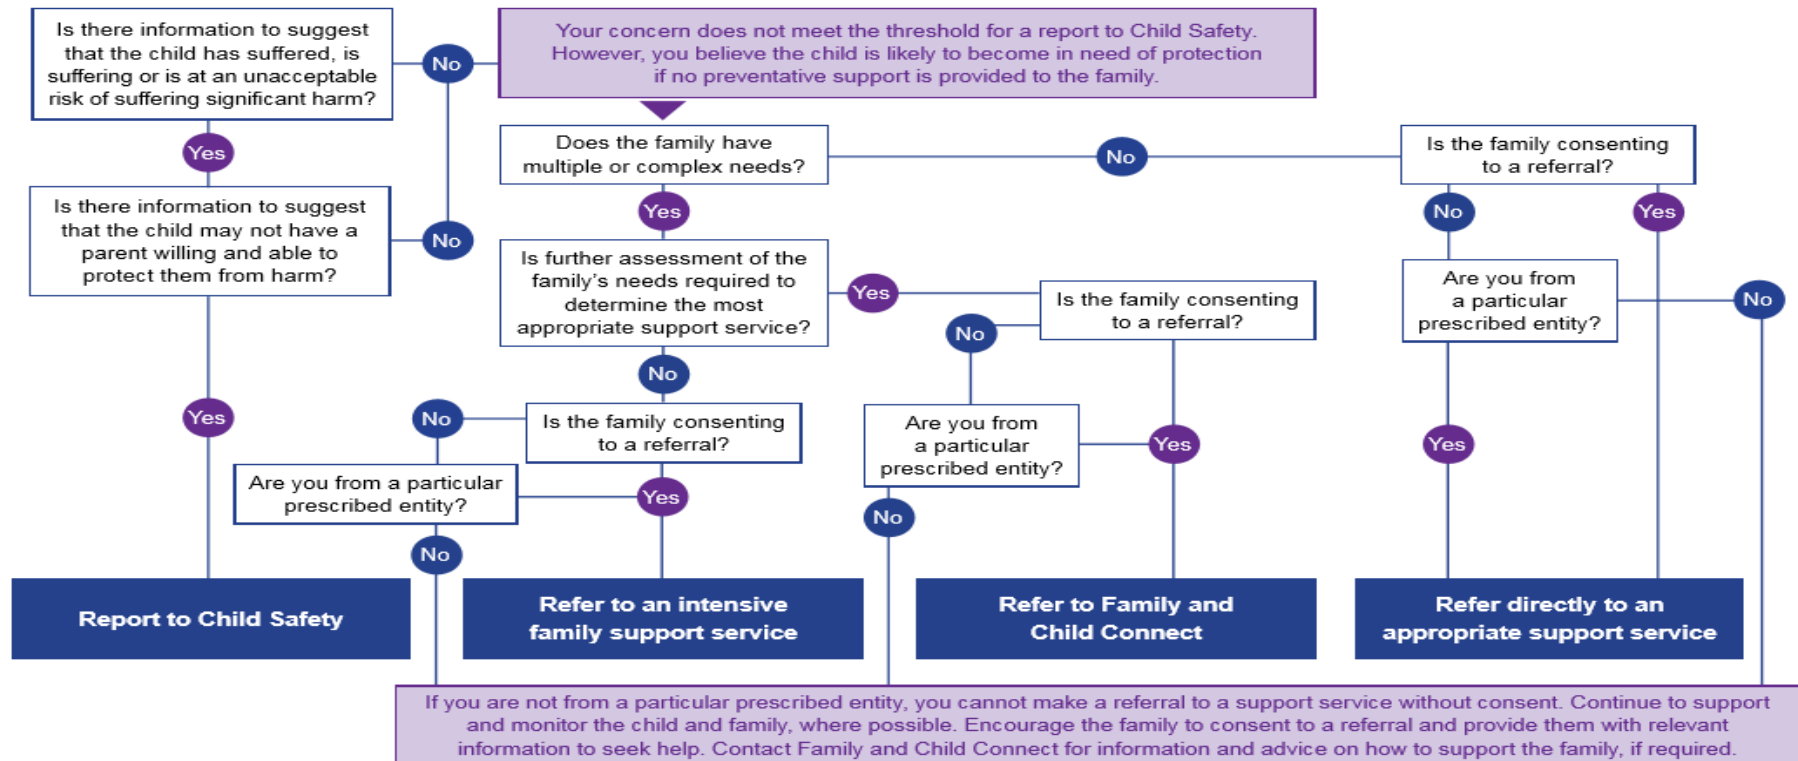 Is there information to suggest
that the child has suffered, is
suffering or is at an unacceptable
risk of suffering significant harm?
No
Your concern does not meet the threshold for a report to Child Safety.
However, you believe the child is likely to become in need of protection
if no preventative support is provided to the family.
Yes
Does the family have
multiple or complex needs?
No
Is the family consenting
to a referral?
Is there information to suggest
that the child may not have a
parent willing and able to
protect them from harm?
No
Yes
No
Yes
Is further assessment of the
family's needs required to
determine the most
appropriate support service?
Yes
Is the family consenting
to a referral?
Are you from
a particular
prescribed entity?
No
No
No
Yes
No
Is the family consenting
to a referral?
Are you from
a particular
prescribed entity?
Yes
Yes
Are you from a particular
prescribed entity?
Yes
No
No
Report to Child Safety
Refer to an intensive
family support service
Refer to Family and
Child Connect
Refer directly to an
appropriate support service
If you are not from a particular prescribed entity, you cannot make a referral to a support service without consent. Continue to support
and monitor the child and family, where possible. Encourage the family to consent to a referral and provide them with relevant
information to seek help. Contact Family and Child Connect for information and advice on how to support the family, if required.